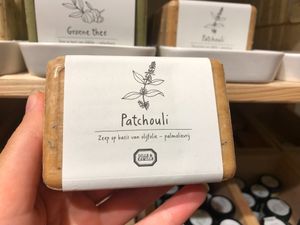 Groene thee
Patchouli
Patchouli
Zeep op basis van olijfolie - palmolievrij